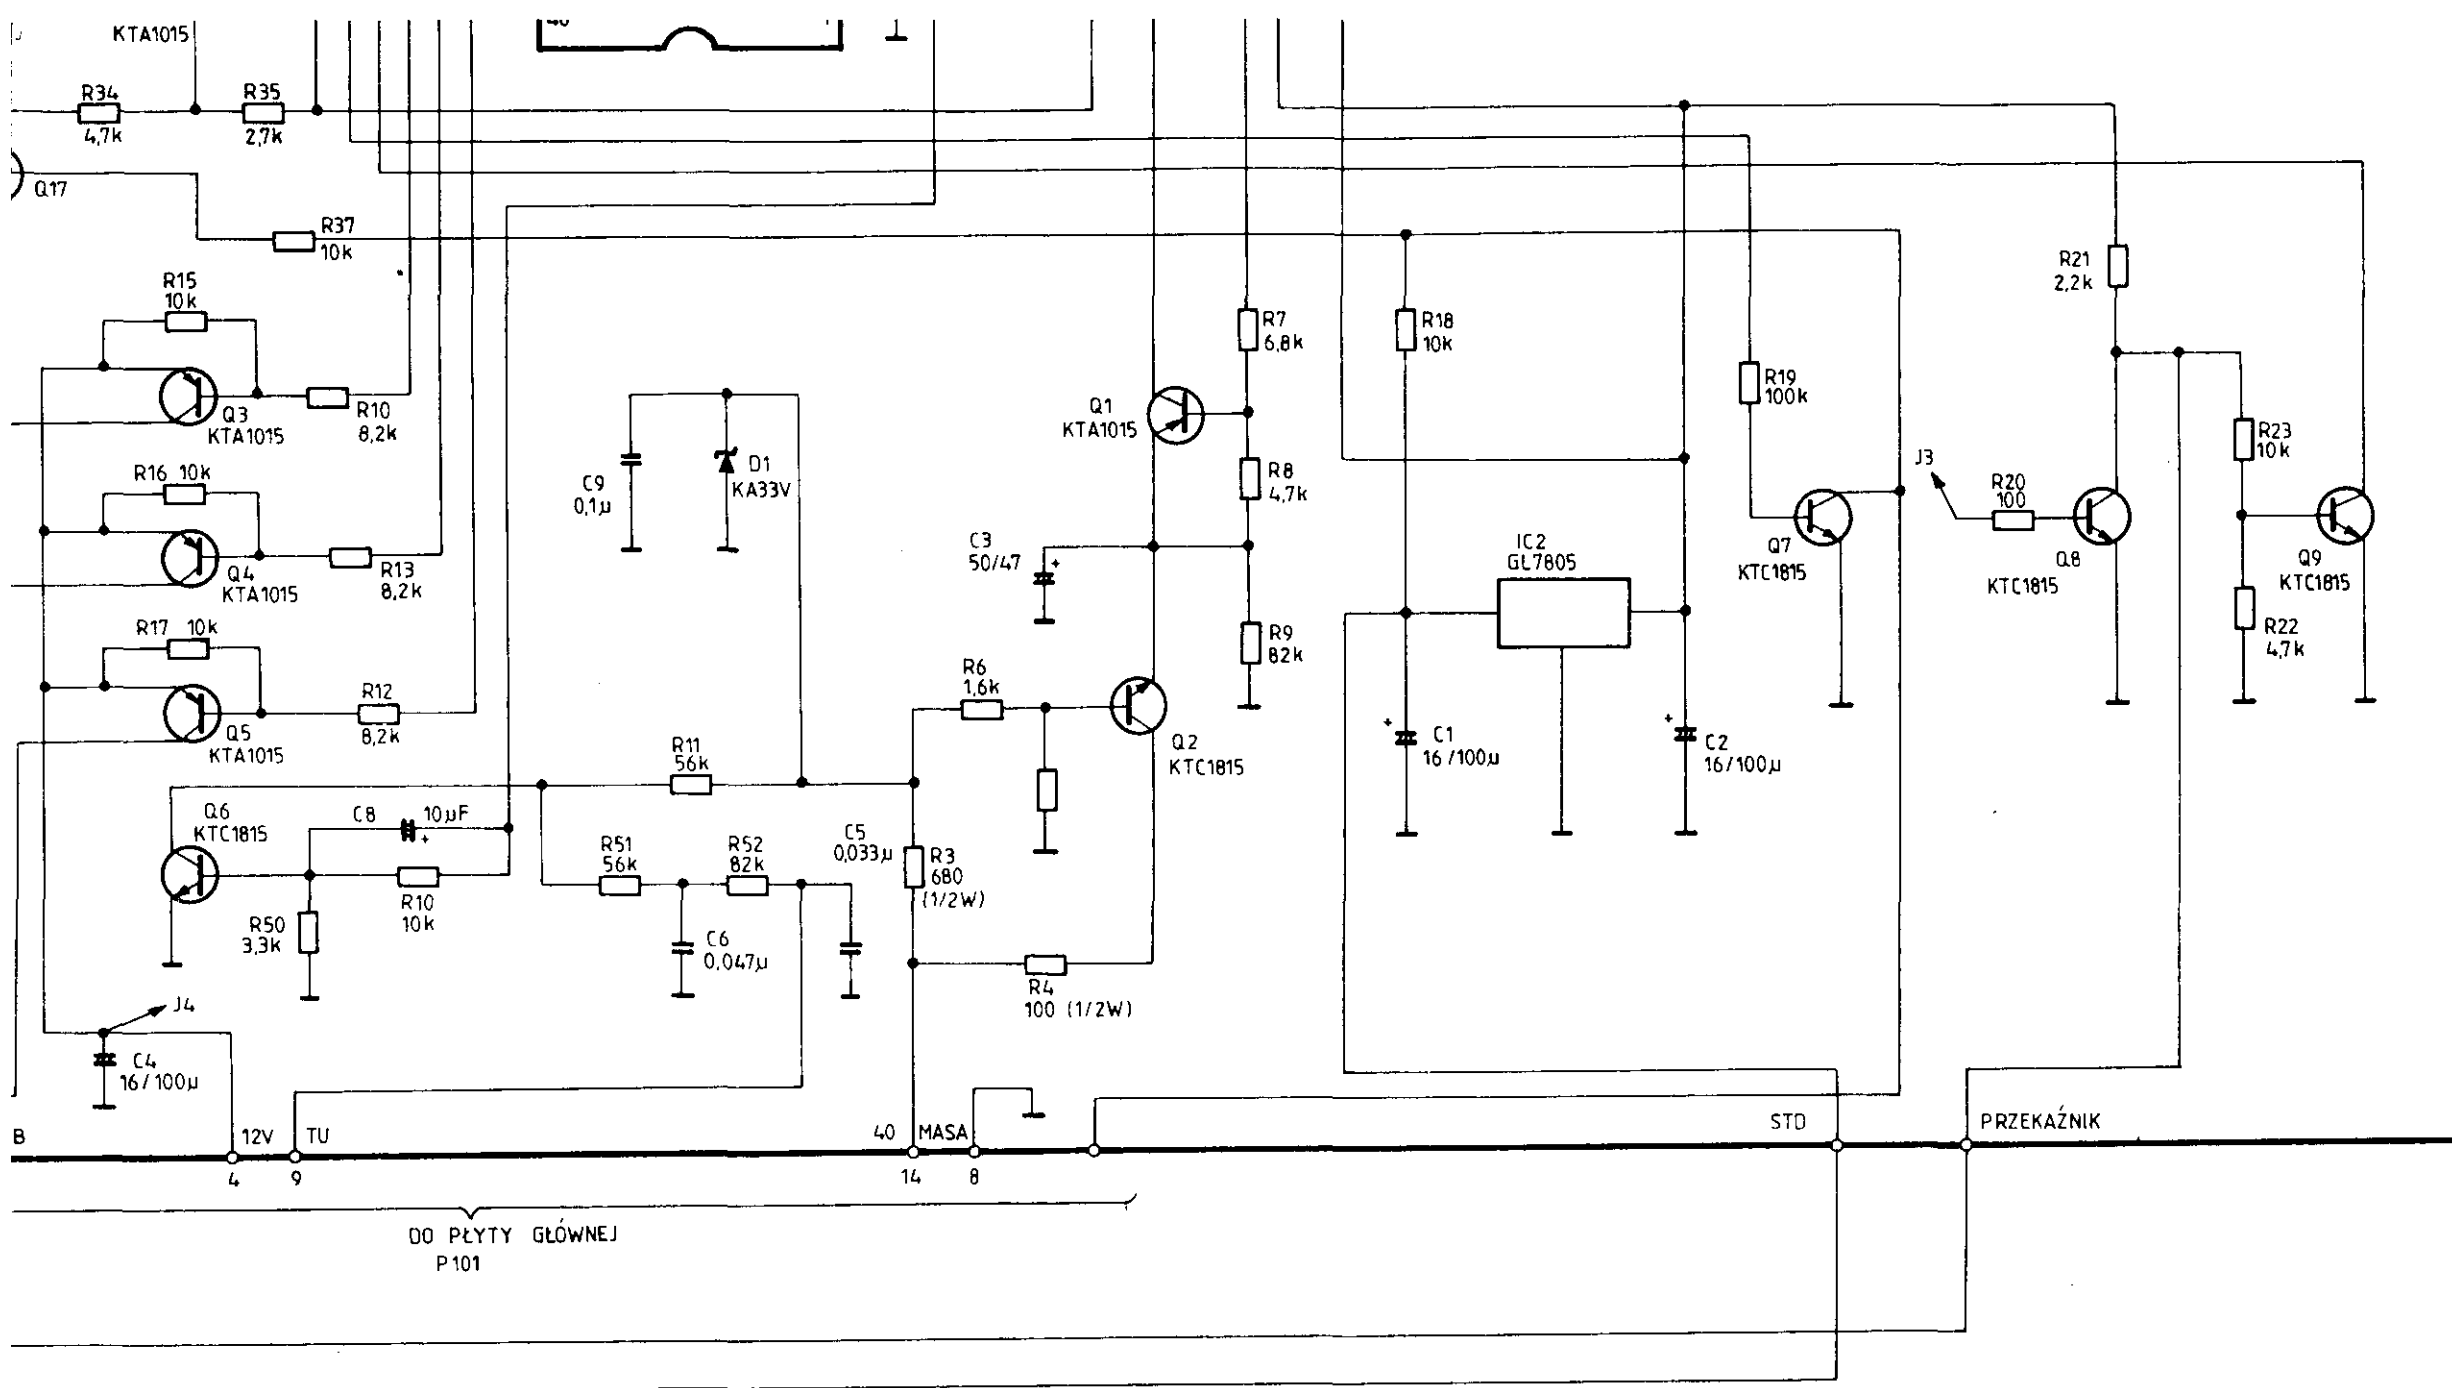 KTA1015
R34
4,7k
R35
2,7k
Q17
R37
10k
R15
10k
Q3
KTA1015
R10
8,2k
R16 10k
Q4
KTA1015
R13
8,2k
R17 10k
Q5
KTA1015
R12
8,2k
C9
0,1µ
D1
KA33V
Q1
KTA1015
R7
6,8k
R8
4,7k
C3
50/47
+
R9
82k
R6
1,6k
Q2
KTC1815
R18
10k
IC2
GL7805
+
C1
16/100µ
+
C2
16/100µ
R19
100k
Q7
KTC1815
J3
R20
100
Q8
KTC1815
R21
2,2k
R23
10k
Q9
KTC1815
R22
4,7k
R11
56k
Q6
KTC1815
C8 10µF
+
R10
10k
R50
3,3k
R51
56k
R52
82k
C5
0,033µ
R3
680
(1/2W)
C6
0,047µ
R4
100 (1/2W)
J4
C4
16/100µ
B
12V
TU
40
MASA
STD
PRZEKAŹNIK
4
9
14
8
DO PŁYTY GŁÓWNEJ
P101